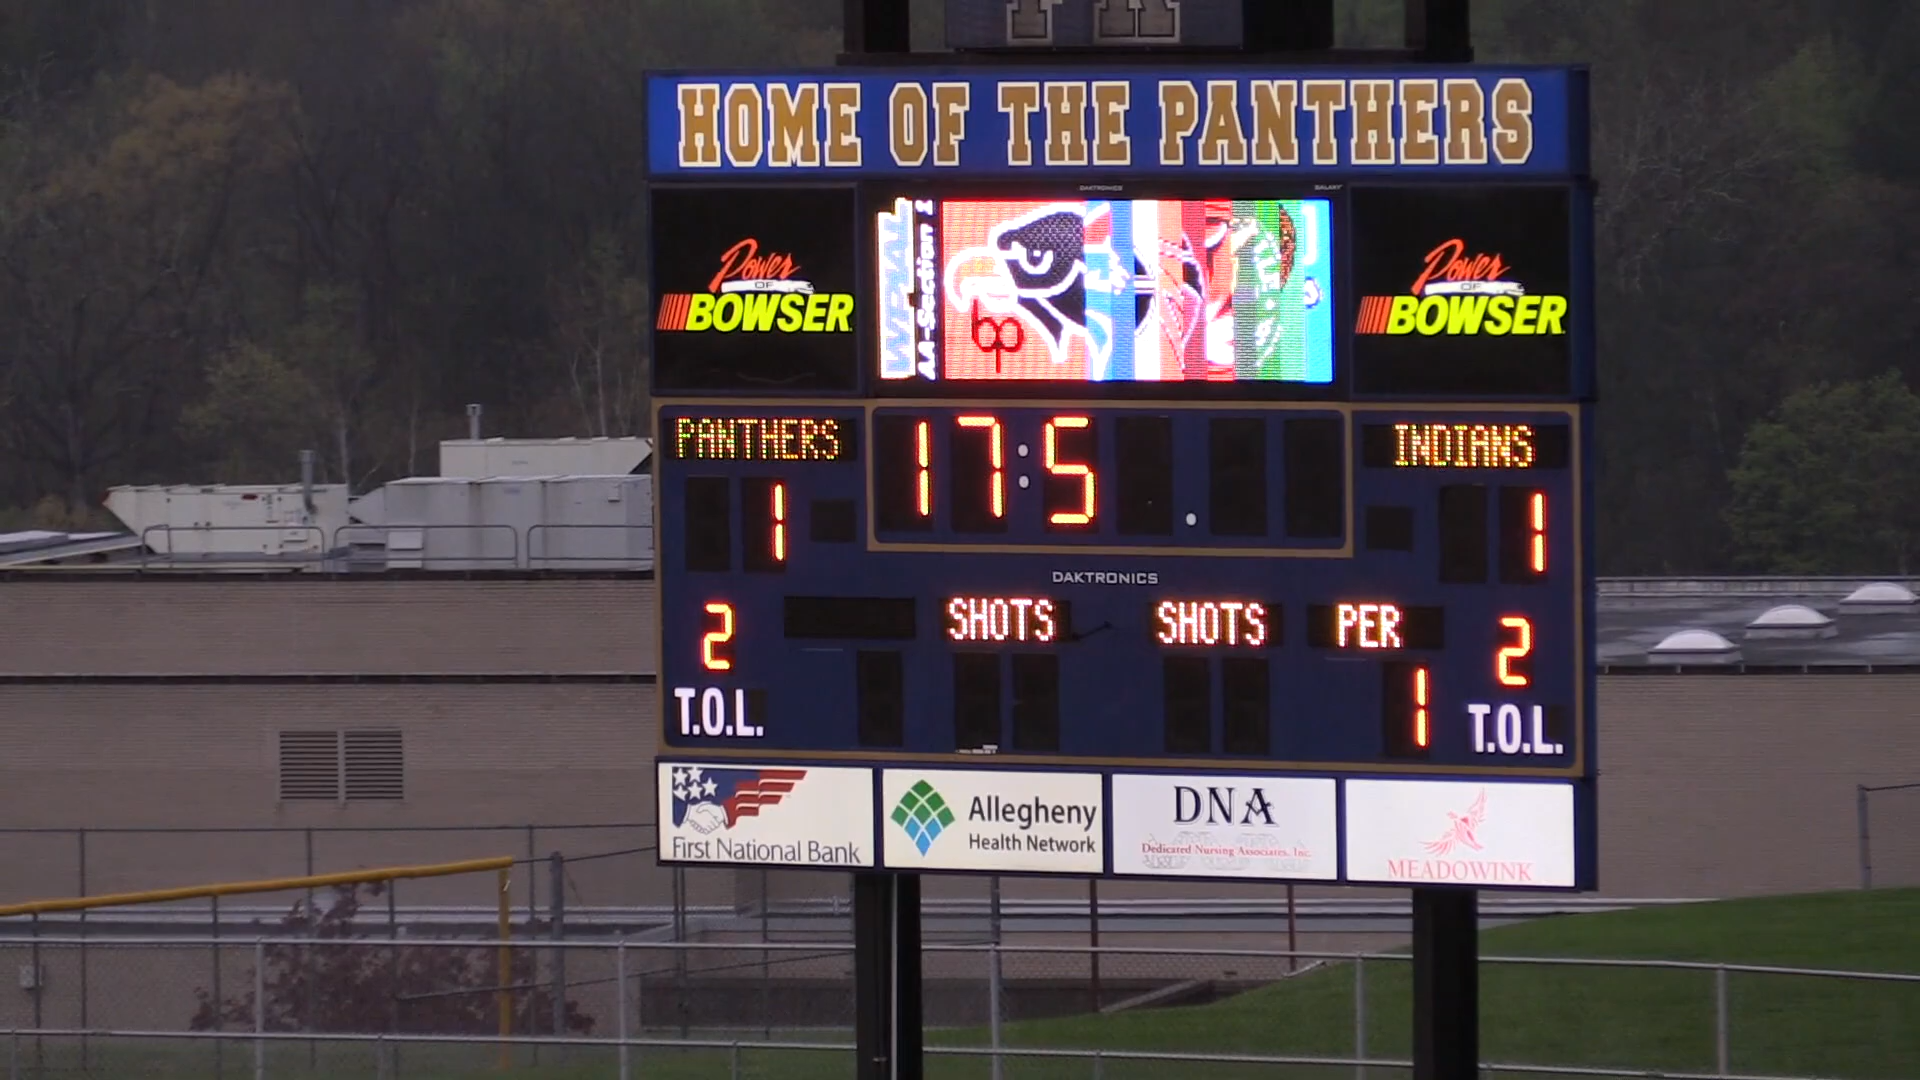 HOME OF THE PANTHERS
DAKTRONICS GALAXY
Power
OF
BOWSER
WPIAL
AA-Section 1
bp
Power
OF
BOWSER
PANTHERS 17:5 INDIANS
1 1
DAKTRONICS
2 SHOTS SHOTS PER 2
T.O.L. 1 T.O.L.
First National Bank
Allegheny
Health Network
DNA
Dedicated Nursing Associates, Inc.
MEADOWINK